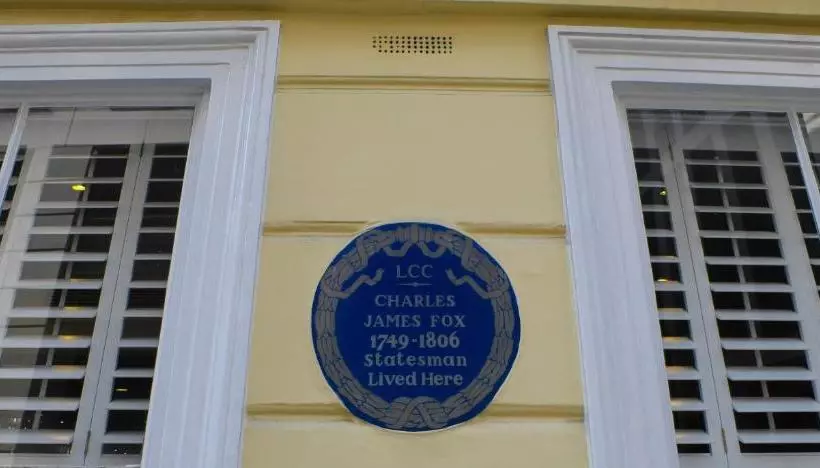 LCC
CHARLES
JAMES FOX
1749-1806
Statesman
Lived Here